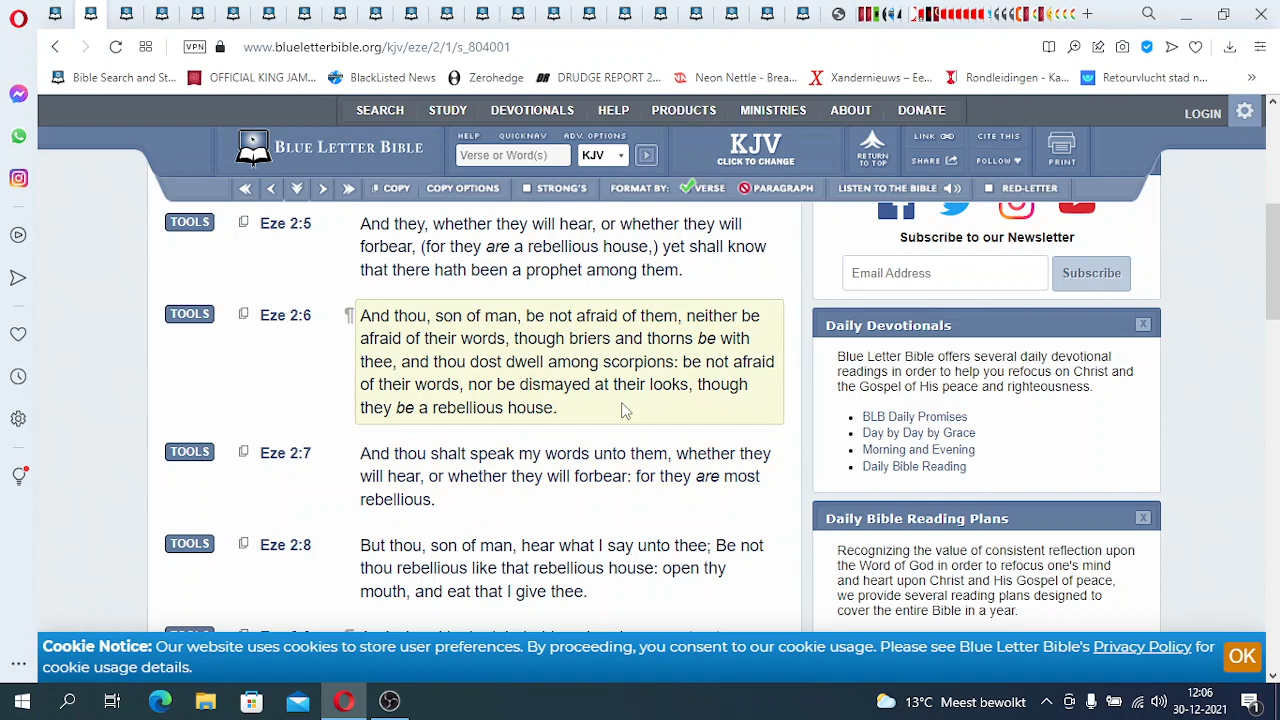 www.blueletterbible.org/kjv/eze/2/1/s_804001
VPN
Bible Search and St...
OFFICIAL KING JAM...
BlackListed News
Zerohedge
DRUDGE REPORT 2...
Neon Nettle - Brea...
Xandernieuws – Ee...
Rondleidingen - Ka...
Retourvlucht stad n...
SEARCH STUDY DEVOTIONALS HELP PRODUCTS MINISTRIES ABOUT DONATE
LOGIN
BLUE LETTER BIBLE
HELP QUICKNAV ADV. OPTIONS
Verse or Word(s)
KJV
KJV
CLICK TO CHANGE
RETURN
TO TOP
LINK
SHARE
CITE THIS
FOLLOW
PRINT
COPY COPY OPTIONS STRONG'S FORMAT BY: VERSE PARAGRAPH LISTEN TO THE BIBLE RED-LETTER
TOOLS Eze 2:5 And they, whether they will hear, or whether they will
forbear, (for they are a rebellious house,) yet shall know
that there hath been a prophet among them.
TOOLS Eze 2:6 ¶ And thou, son of man, be not afraid of them, neither be
afraid of their words, though briers and thorns be with
thee, and thou dost dwell among scorpions: be not afraid
of their words, nor be dismayed at their looks, though
they be a rebellious house.
TOOLS Eze 2:7 And thou shalt speak my words unto them, whether they
will hear, or whether they will forbear: for they are most
rebellious.
TOOLS Eze 2:8 But thou, son of man, hear what I say unto thee; Be not
thou rebellious like that rebellious house: open thy
mouth, and eat that I give thee.
Subscribe to our Newsletter
Email Address
Subscribe
Daily Devotionals X
Blue Letter Bible offers several daily devotional
readings in order to help you refocus on Christ and
the Gospel of His peace and righteousness.
BLB Daily Promises
Day by Day by Grace
Morning and Evening
Daily Bible Reading
Daily Bible Reading Plans X
Recognizing the value of consistent reflection upon
the Word of God in order to refocus one's mind
and heart upon Christ and His Gospel of peace,
we provide several reading plans designed to
cover the entire Bible in a year.
Cookie Notice: Our website uses cookies to store user preferences. By proceeding, you consent to our cookie usage. Please see Blue Letter Bible's Privacy Policy for
cookie usage details.
OK
13°C Meest bewolkt
12:06
30-12-2021
1